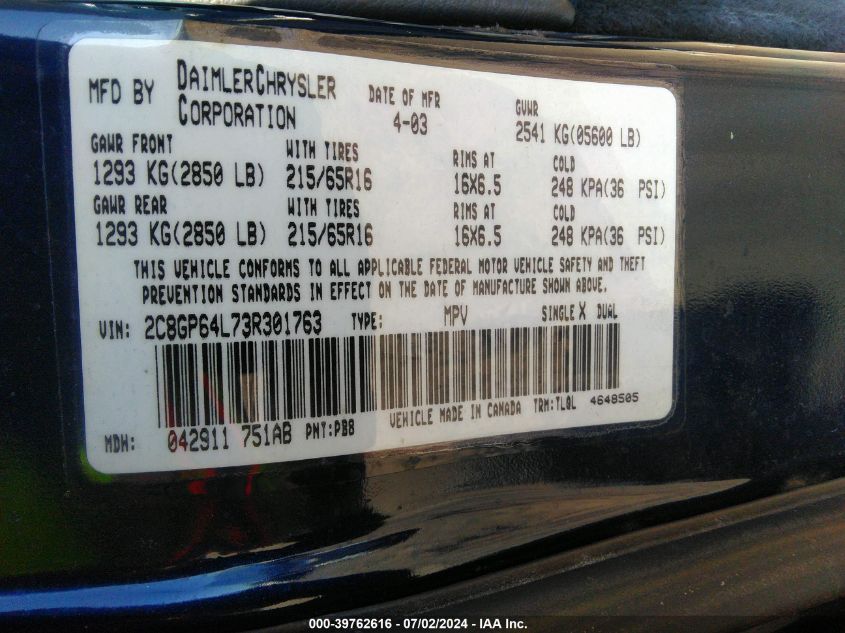 MFD BY DAIMLERCHRYSLER CORPORATION DATE OF MFR 4-03 GVWR 2541 KG(05600 LB)
GAWR FRONT WITH TIRES RIMS AT COLD
1293 KG(2850 LB) 215/65R16 16X6.5 248 KPA(36 PSI)
GAWR REAR WITH TIRES RIMS AT COLD
1293 KG(2850 LB) 215/65R16 16X6.5 248 KPA(36 PSI)
THIS VEHICLE CONFORMS TO ALL APPLICABLE FEDERAL MOTOR VEHICLE SAFETY AND THEFT
PREVENTION STANDARDS IN EFFECT ON THE DATE OF MANUFACTURE SHOWN ABOVE.
VIN: 2C8GP64L73R301763 TYPE: MPV SINGLE X DUAL
MDH: 042911 751AB PNT:PB8 VEHICLE MADE IN CANADA TRM:TLQL 4648505
000-39762616 - 07/02/2024 - IAA Inc.